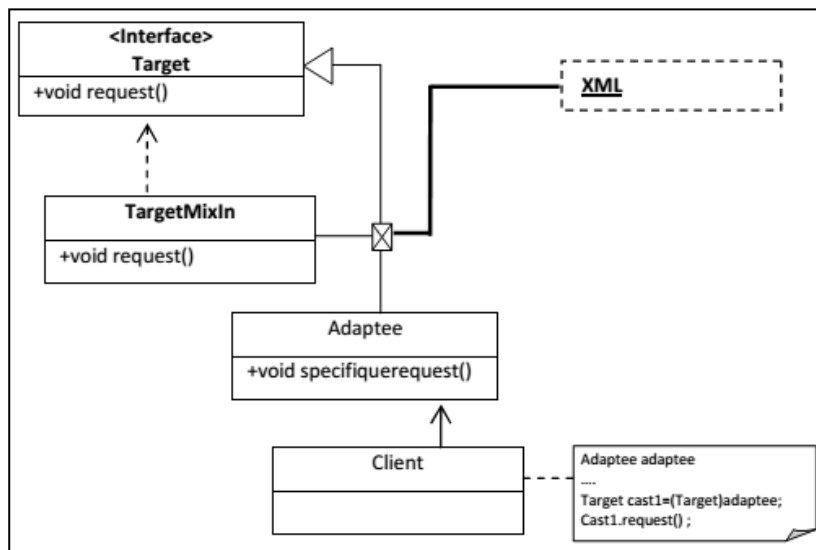 <Interface>
Target
+void request()
XML
TargetMixIn
+void request()
Adaptee
+void specifiquerequest()
Client
Adaptee adaptee
....
Target cast1=(Target)adaptee;
Cast1.request() ;